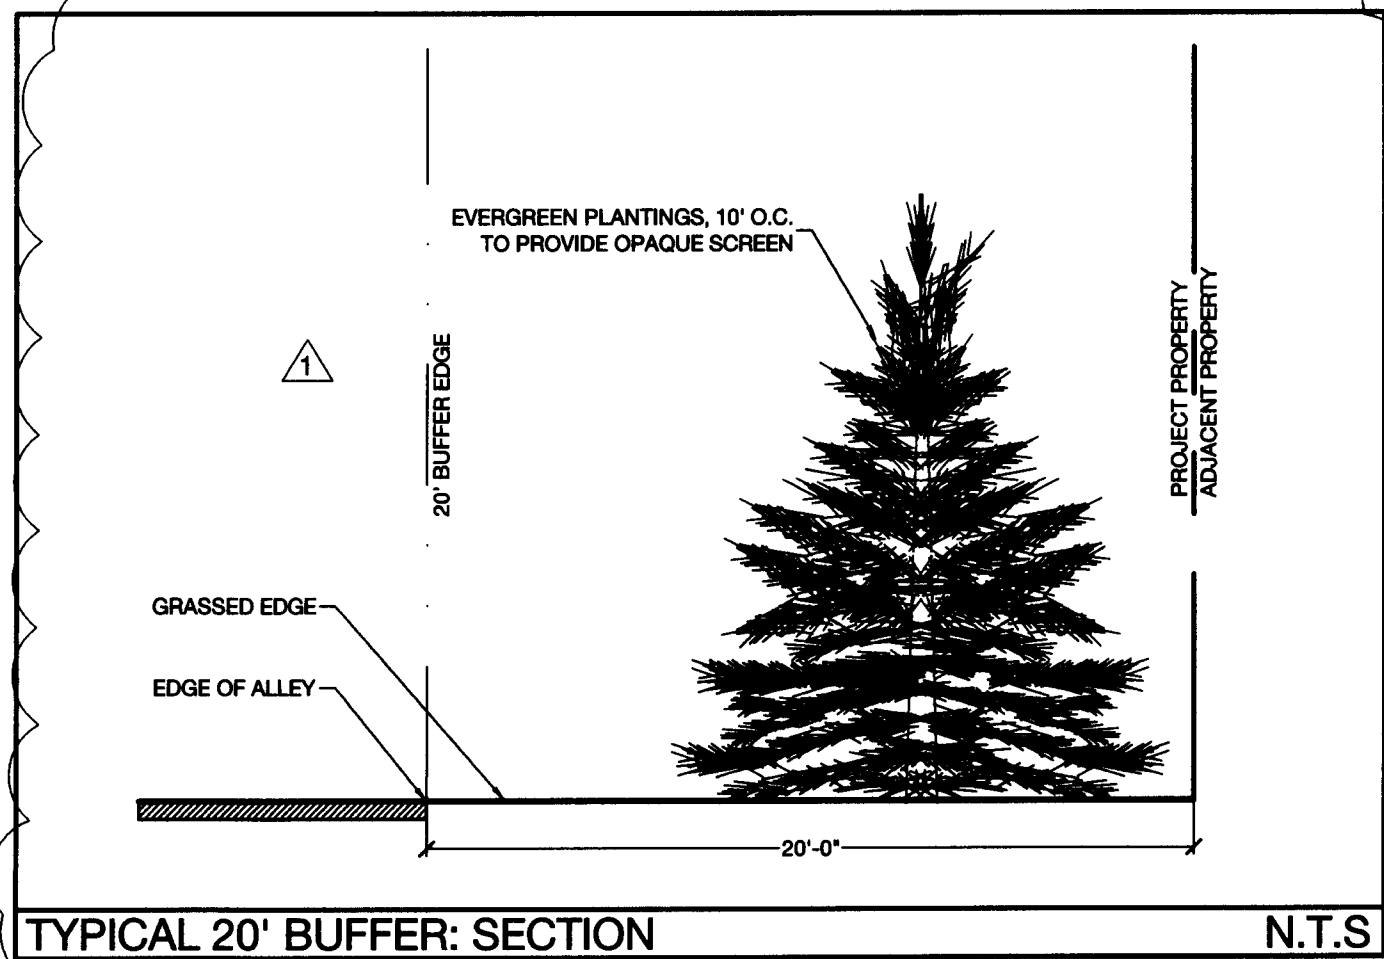 EVERGREEN PLANTINGS, 10' O.C.
TO PROVIDE OPAQUE SCREEN
1
20' BUFFER EDGE
PROJECT PROPERTY
ADJACENT PROPERTY
GRASSED EDGE
EDGE OF ALLEY
20'-0"
TYPICAL 20' BUFFER: SECTION
N.T.S